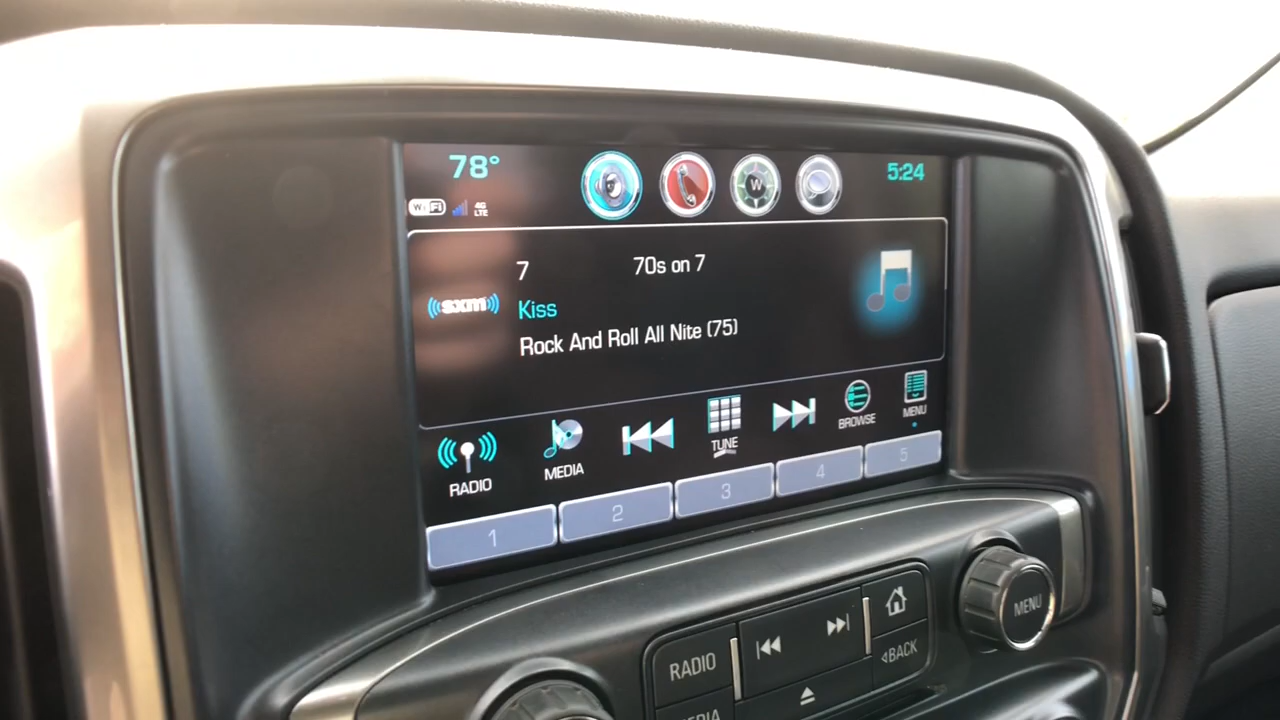 78°
W
5:24
WiFi
4G
LTE
7 70s on 7
sxm
Kiss
Rock And Roll All Nite (75)
RADIO
MEDIA
TUNE
BROWSE
MENU
1 2 3 4 5
RADIO
MENU
BACK
MEDIA